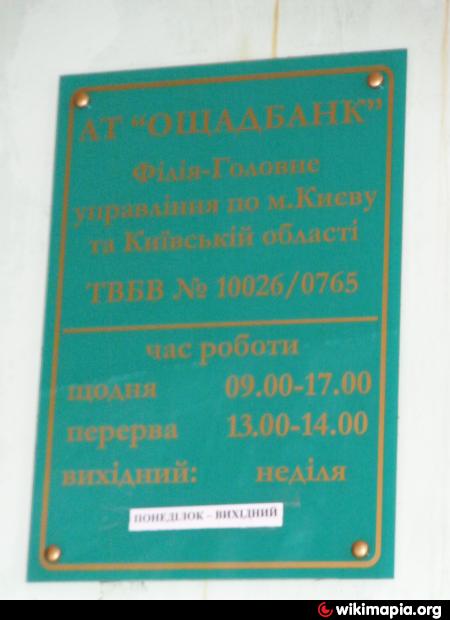 АТ "ОЩАДБАНК"
Філія-Головне
управління по м.Києву
та Київській області
ТВБВ № 10026/0765
час роботи
щодня 09.00-17.00
перерва 13.00-14.00
вихідний: неділя
ПОНЕДІЛОК – ВИХІДНИЙ
wikimapia.org